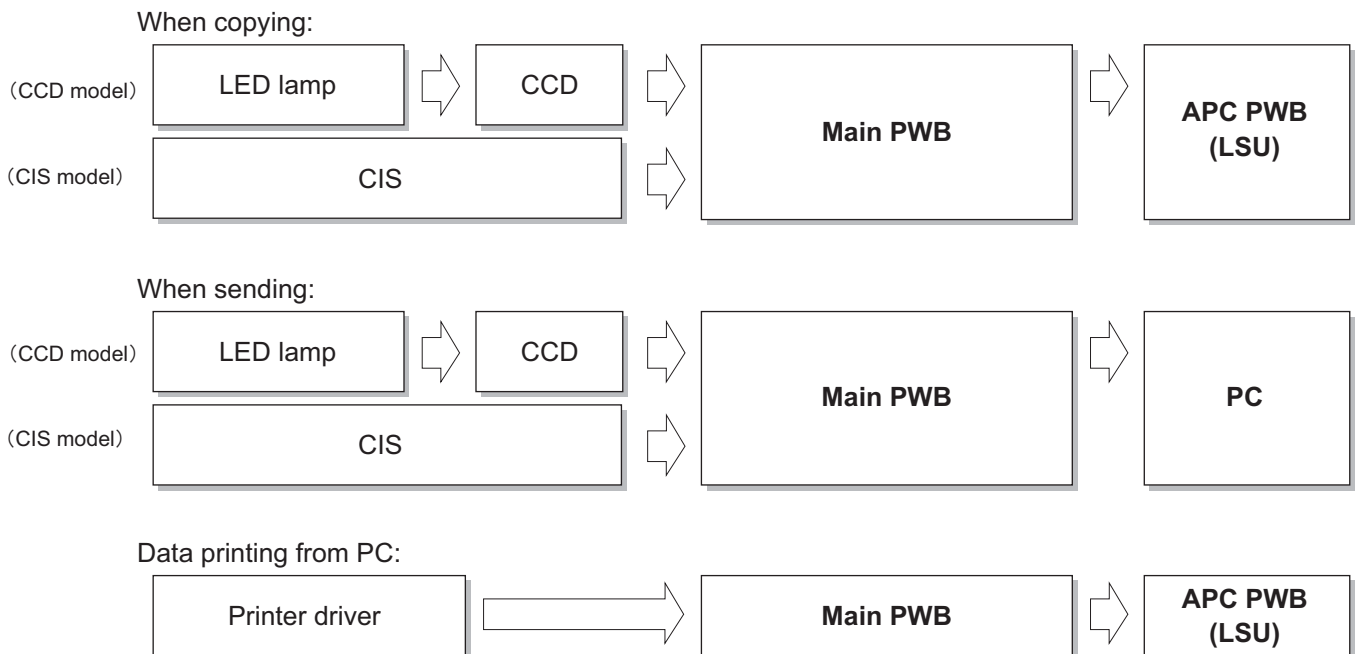 When copying:
（CCD model） LED lamp CCD
Main PWB
APC PWB
(LSU)
（CIS model） CIS
When sending:
（CCD model） LED lamp CCD
Main PWB
PC
（CIS model） CIS
Data printing from PC:
Printer driver
Main PWB
APC PWB
(LSU)